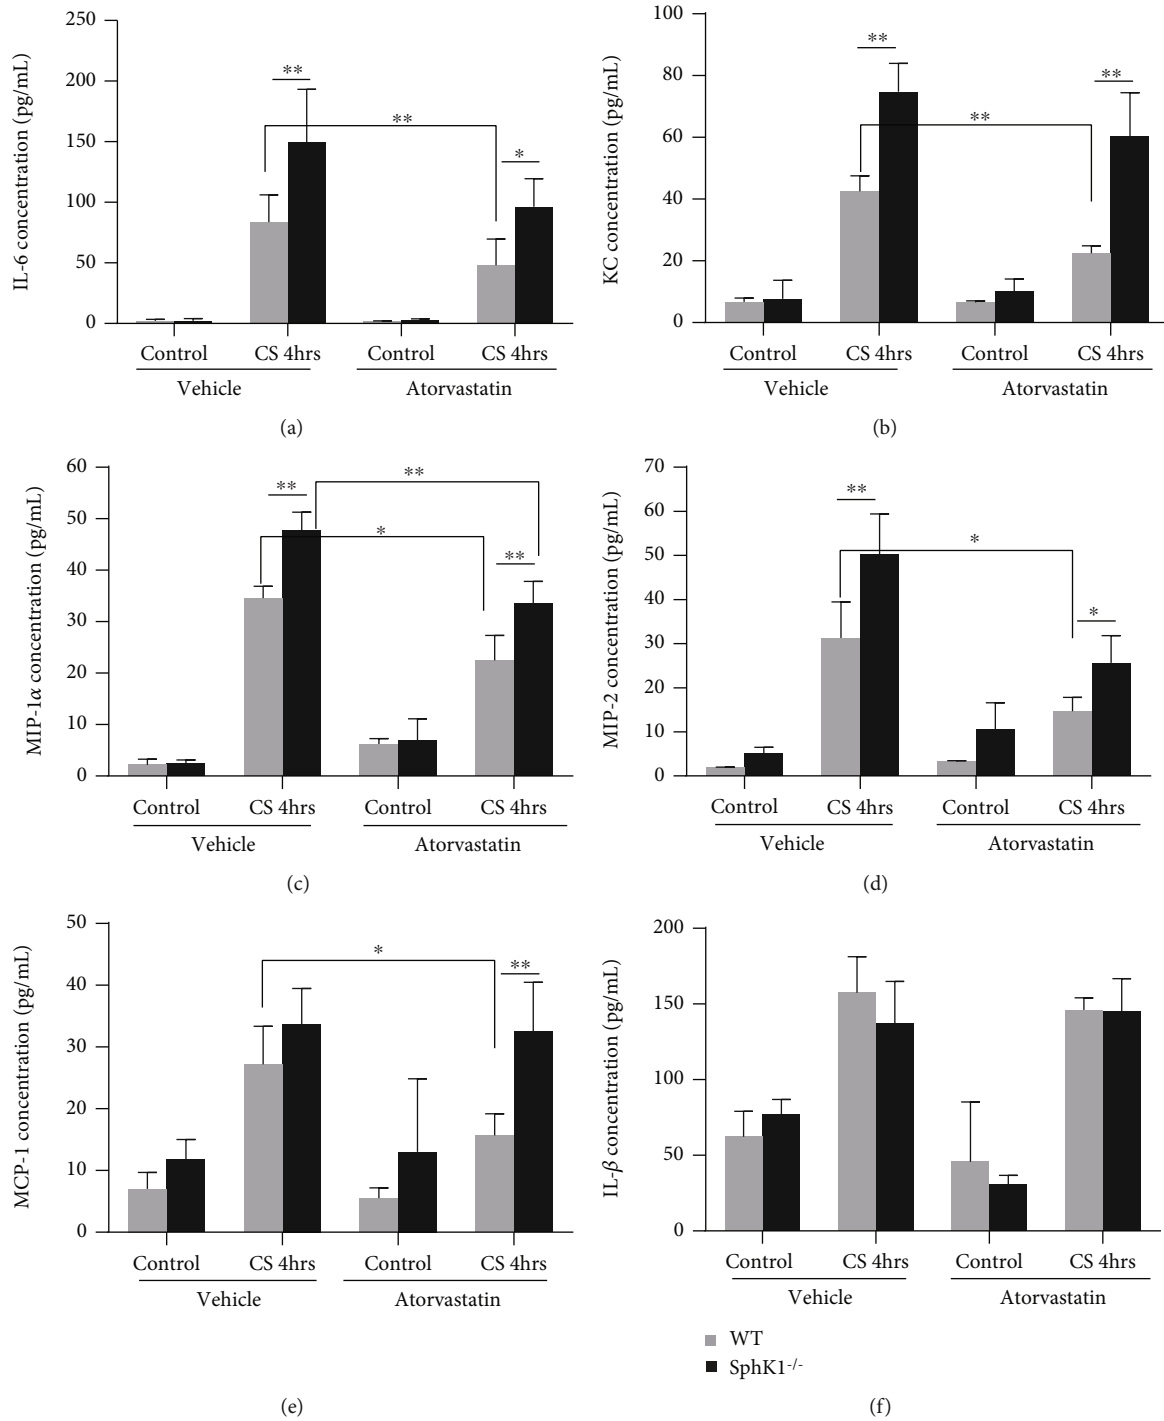 IL-6 concentration (pg/mL)
250
200
150
100
50
0
**
**
*
Control
CS 4hrs
Control
CS 4hrs
Vehicle
Atorvastatin
(a)
KC concentration (pg/mL)
100
80
60
40
20
0
**
**
**
Control
CS 4hrs
Control
CS 4hrs
Vehicle
Atorvastatin
(b)
MIP-1α concentration (pg/mL)
60
50
40
30
20
10
0
**
**
*
**
Control
CS 4hrs
Control
CS 4hrs
Vehicle
Atorvastatin
(c)
MIP-2 concentration (pg/mL)
70
60
50
40
30
20
10
0
**
*
*
Control
CS 4hrs
Control
CS 4hrs
Vehicle
Atorvastatin
(d)
MCP-1 concentration (pg/mL)
50
40
30
20
10
0
*
**
Control
CS 4hrs
Control
CS 4hrs
Vehicle
Atorvastatin
(e)
IL-β concentration (pg/mL)
200
150
100
50
0
Control
CS 4hrs
Control
CS 4hrs
Vehicle
Atorvastatin
WT
SphK1-/-
(f)